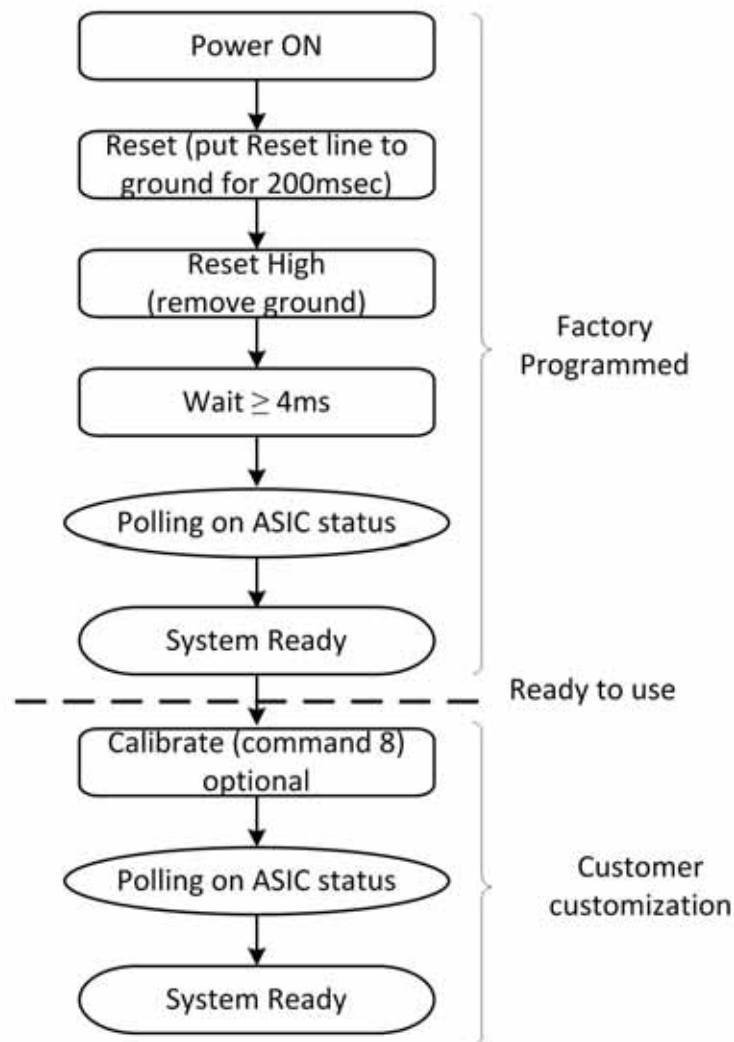 Power ON
Reset (put Reset line to
ground for 200msec)
Reset High
(remove ground)
Factory
Programmed
Wait ≥ 4ms
Polling on ASIC status
System Ready
Ready to use
Calibrate (command 8)
optional
Polling on ASIC status
Customer
customization
System Ready